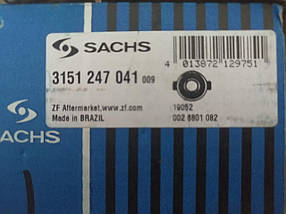 SACHS
4 013872 129751
3151 247 041 009
ZF Aftermarket, www.zf.com
Made in BRAZIL
19052
002 8801 082
SACHS